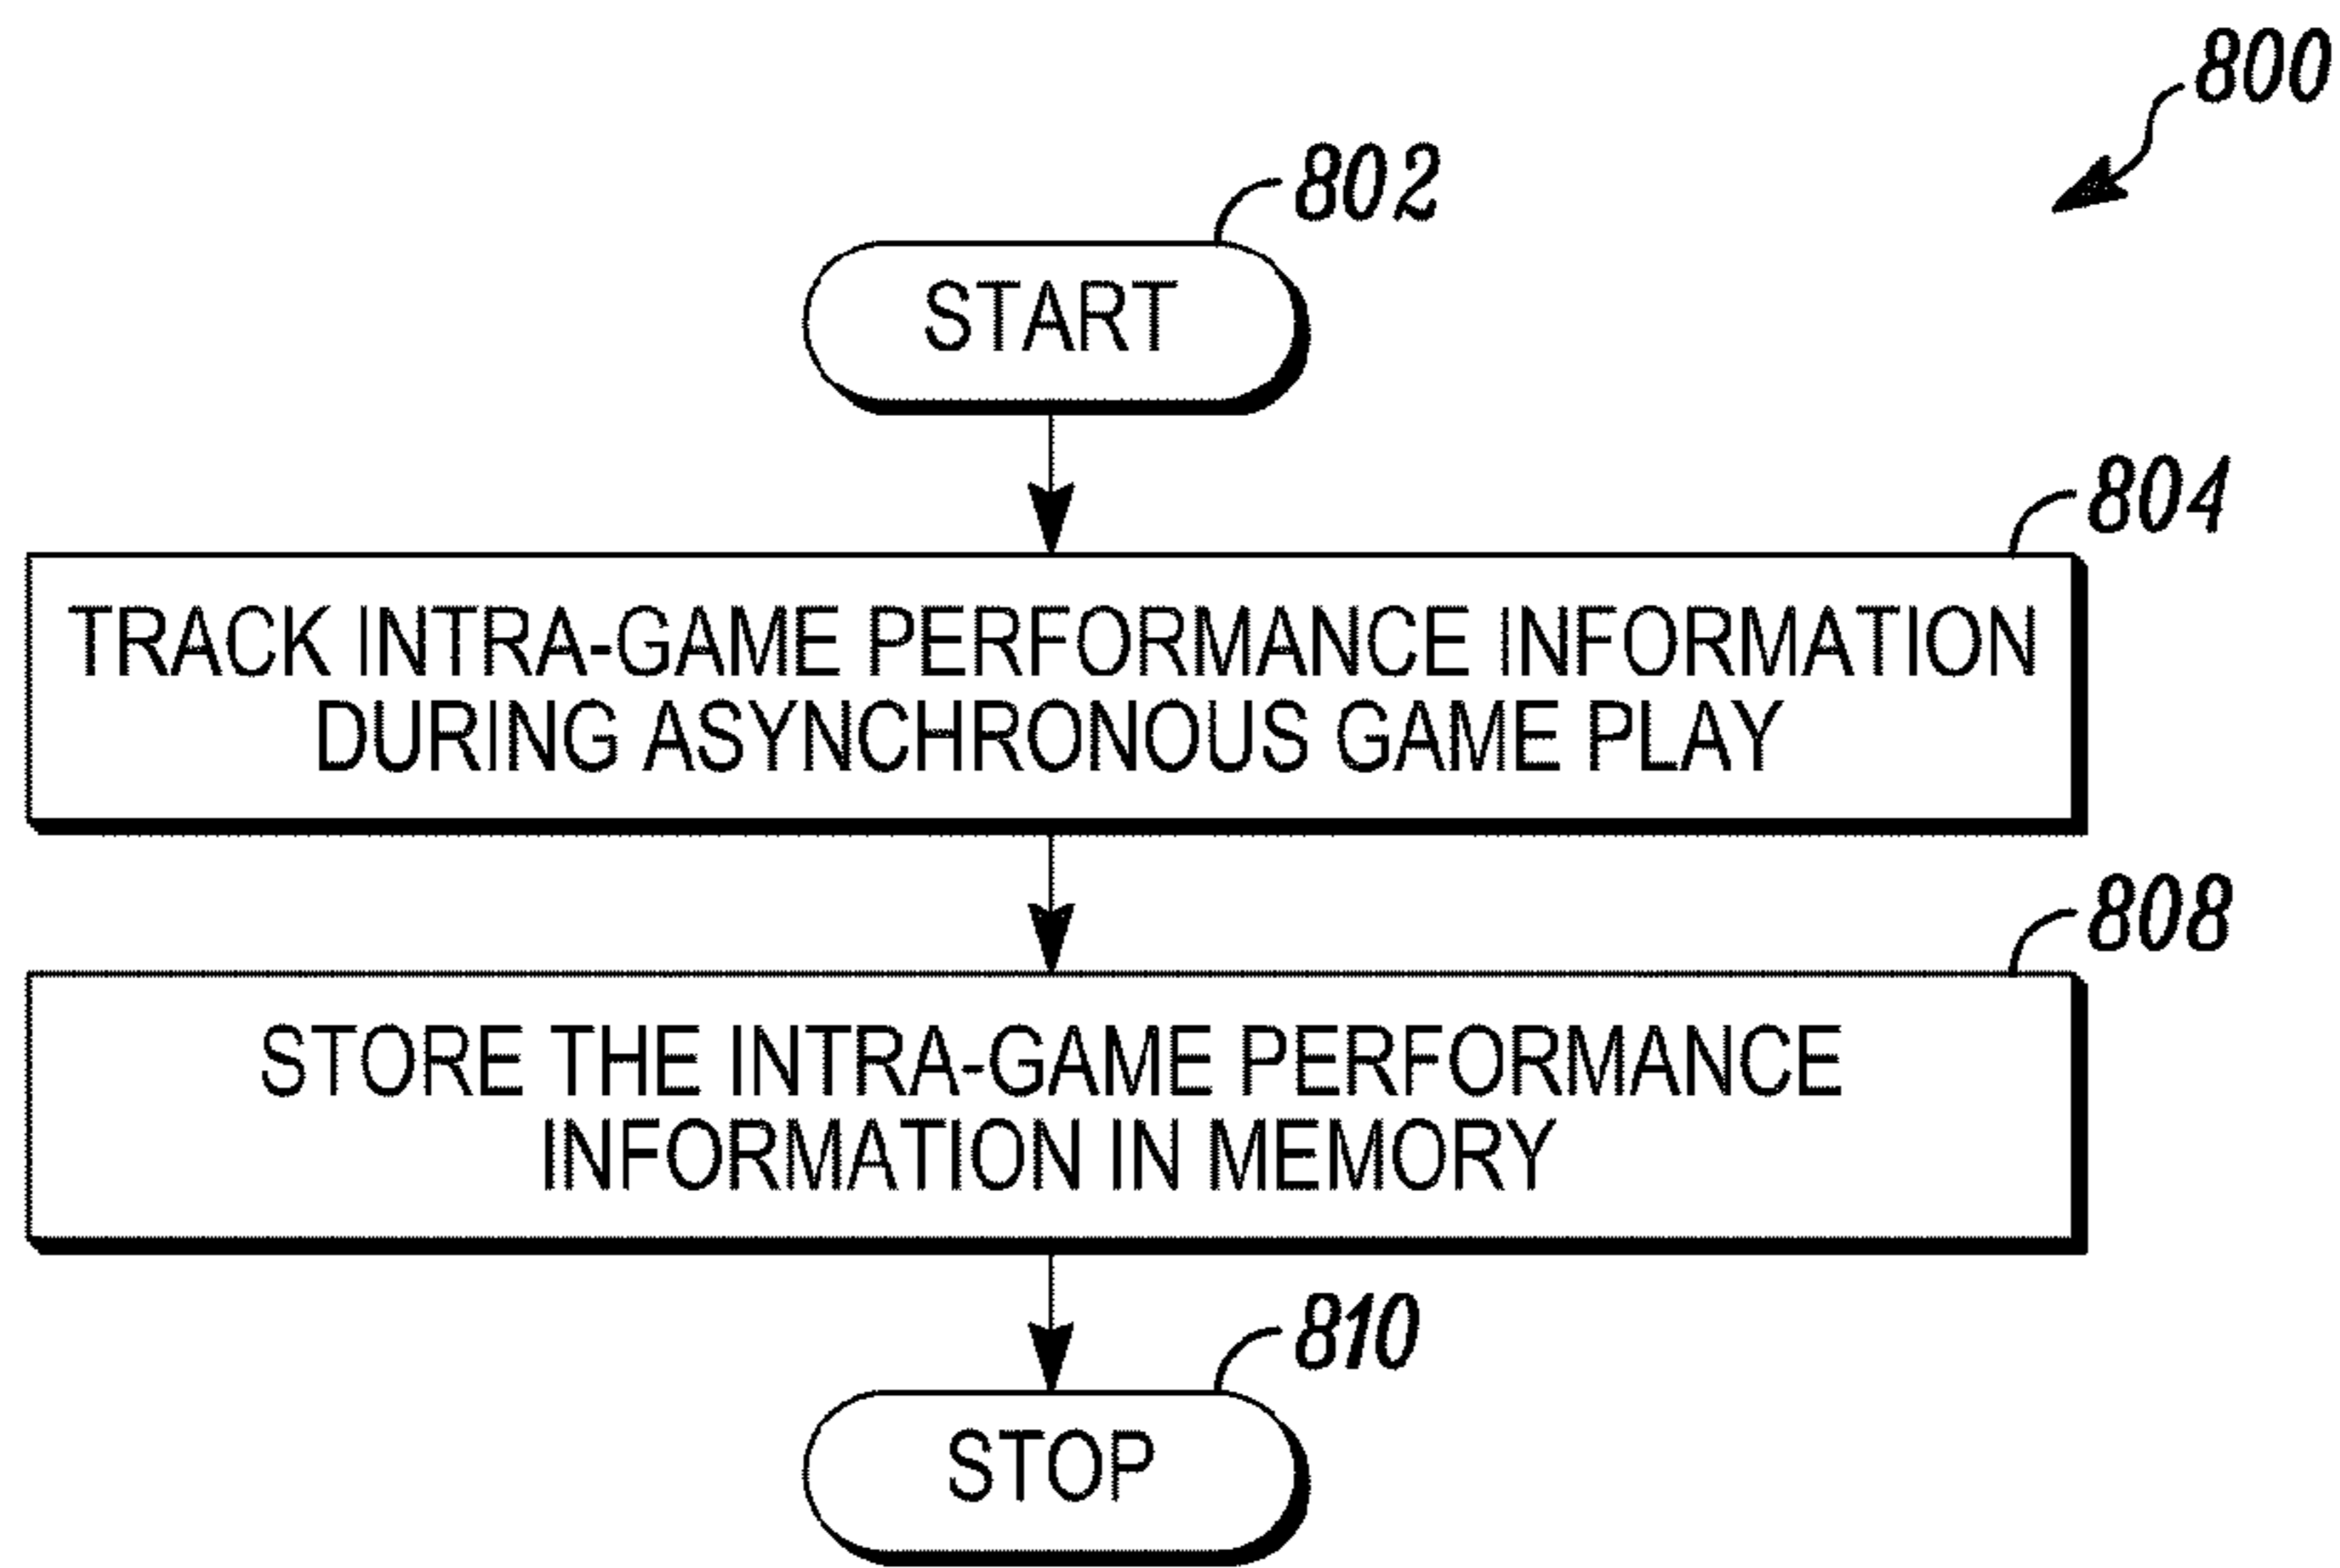 800
802
START
804
TRACK INTRA-GAME PERFORMANCE INFORMATION
DURING ASYNCHRONOUS GAME PLAY
808
STORE THE INTRA-GAME PERFORMANCE
INFORMATION IN MEMORY
810
STOP